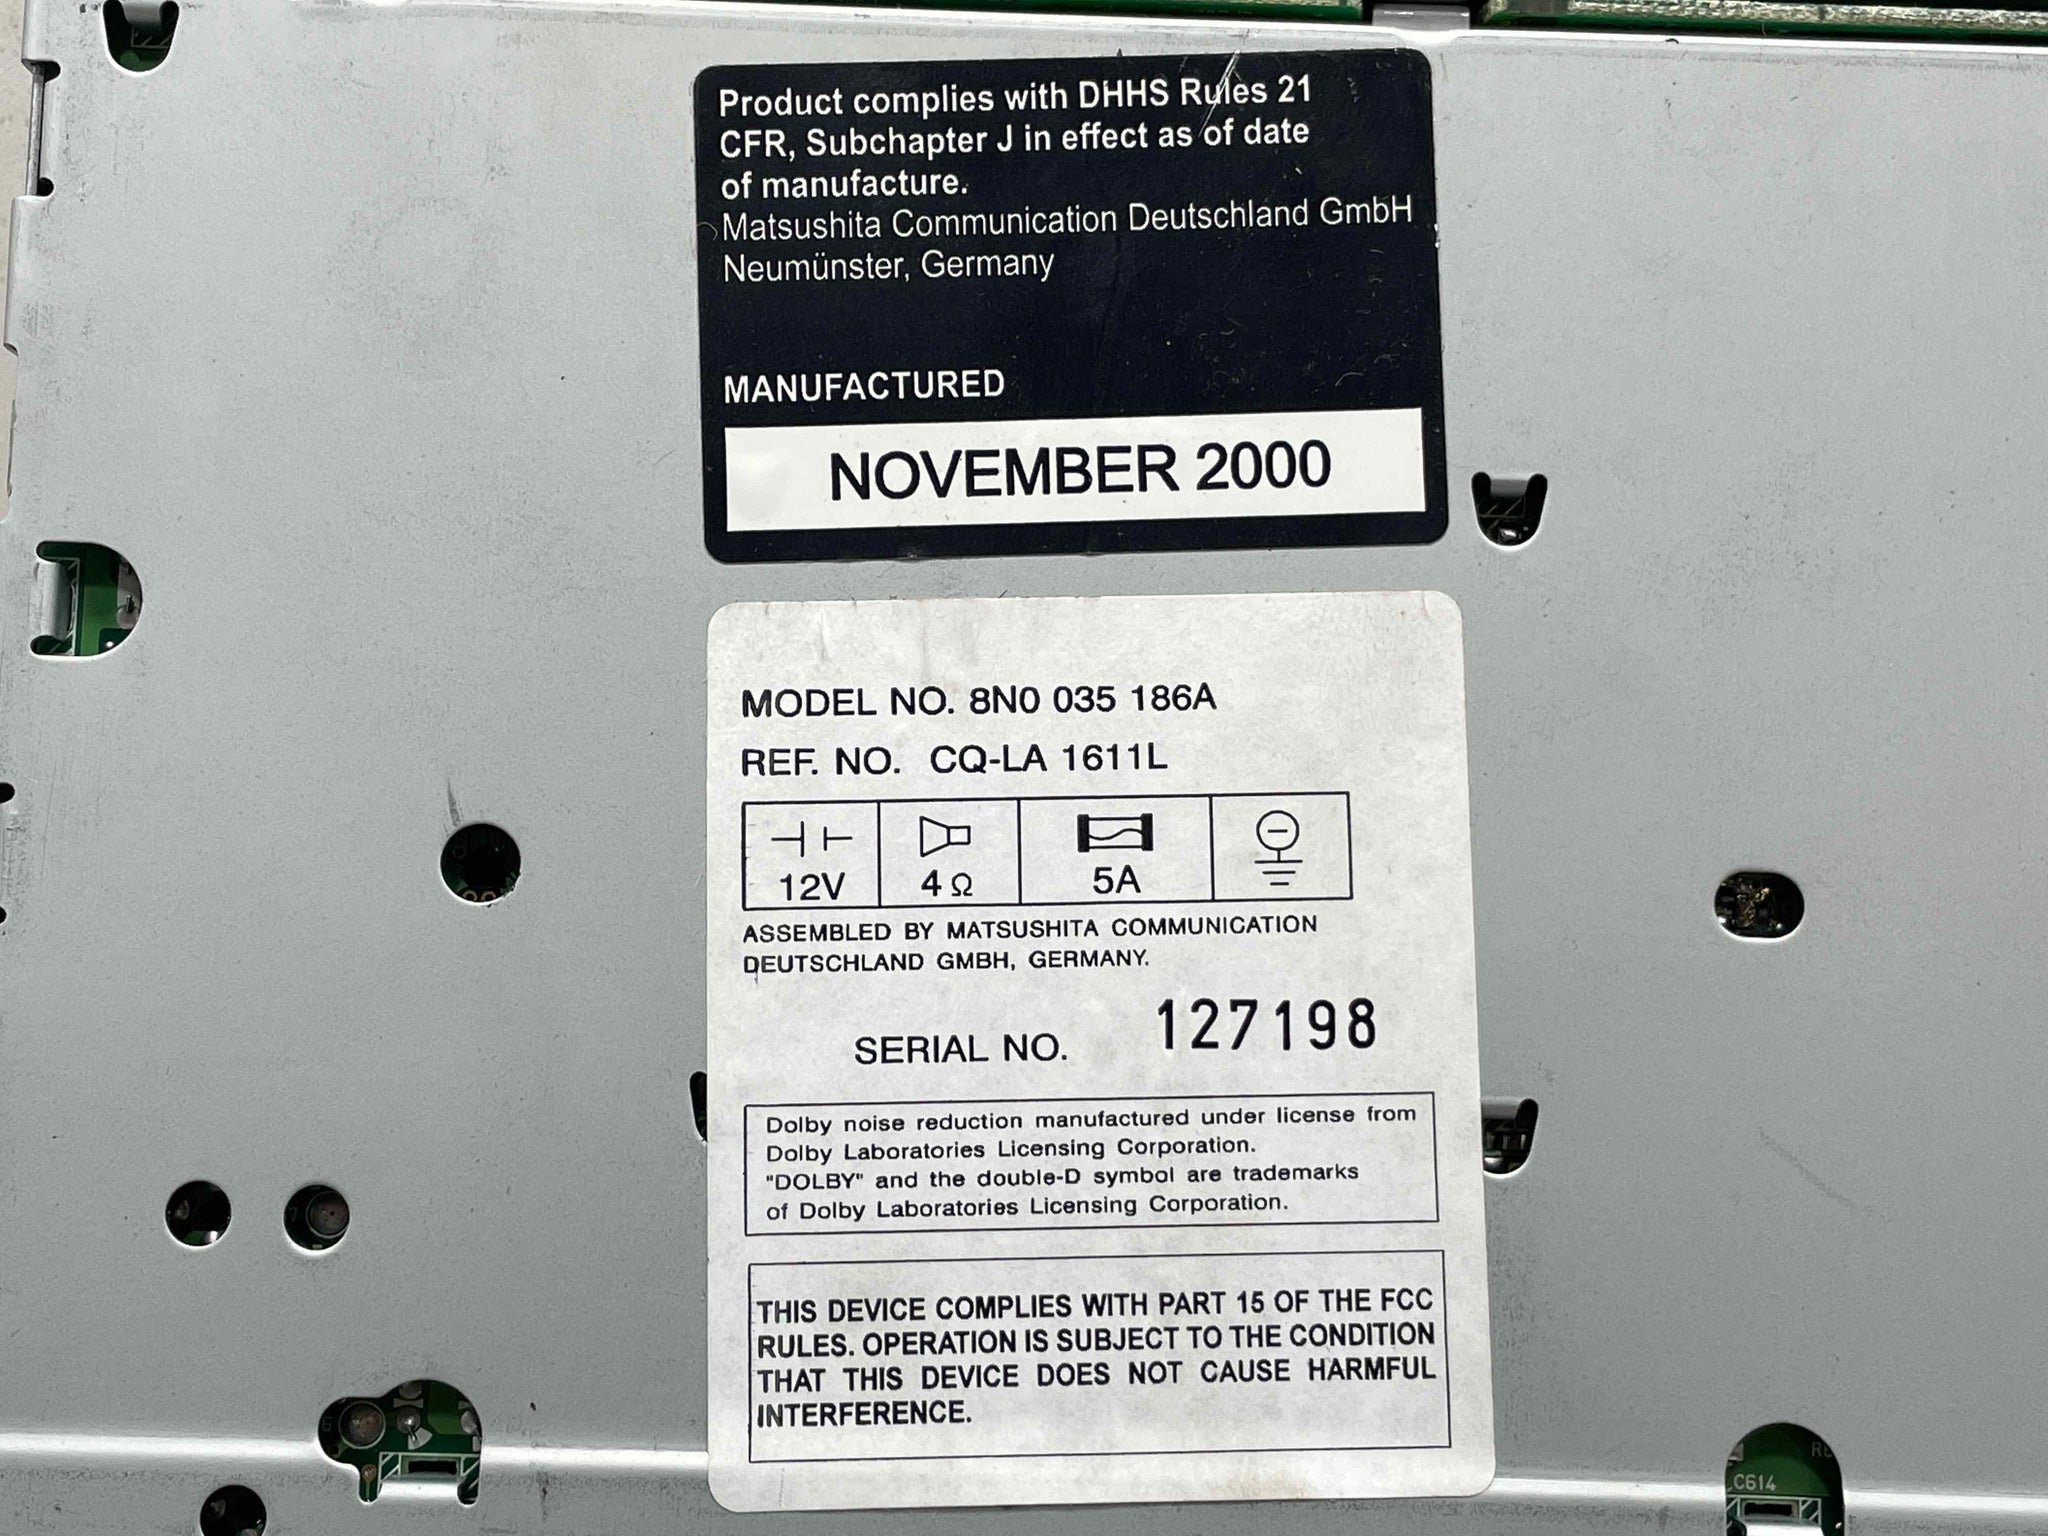 Product complies with DHHS Rules 21
CFR, Subchapter J in effect as of date
of manufacture.
Matsushita Communication Deutschland GmbH
Neumünster, Germany
MANUFACTURED
NOVEMBER 2000
MODEL NO. 8N0 035 186A
REF. NO. CQ-LA 1611L
12V 4 Ω 5A
ASSEMBLED BY MATSUSHITA COMMUNICATION
DEUTSCHLAND GMBH, GERMANY.
SERIAL NO. 127198
Dolby noise reduction manufactured under license from
Dolby Laboratories Licensing Corporation.
"DOLBY" and the double-D symbol are trademarks
of Dolby Laboratories Licensing Corporation.
THIS DEVICE COMPLIES WITH PART 15 OF THE FCC
RULES. OPERATION IS SUBJECT TO THE CONDITION
THAT THIS DEVICE DOES NOT CAUSE HARMFUL
INTERFERENCE.
C614